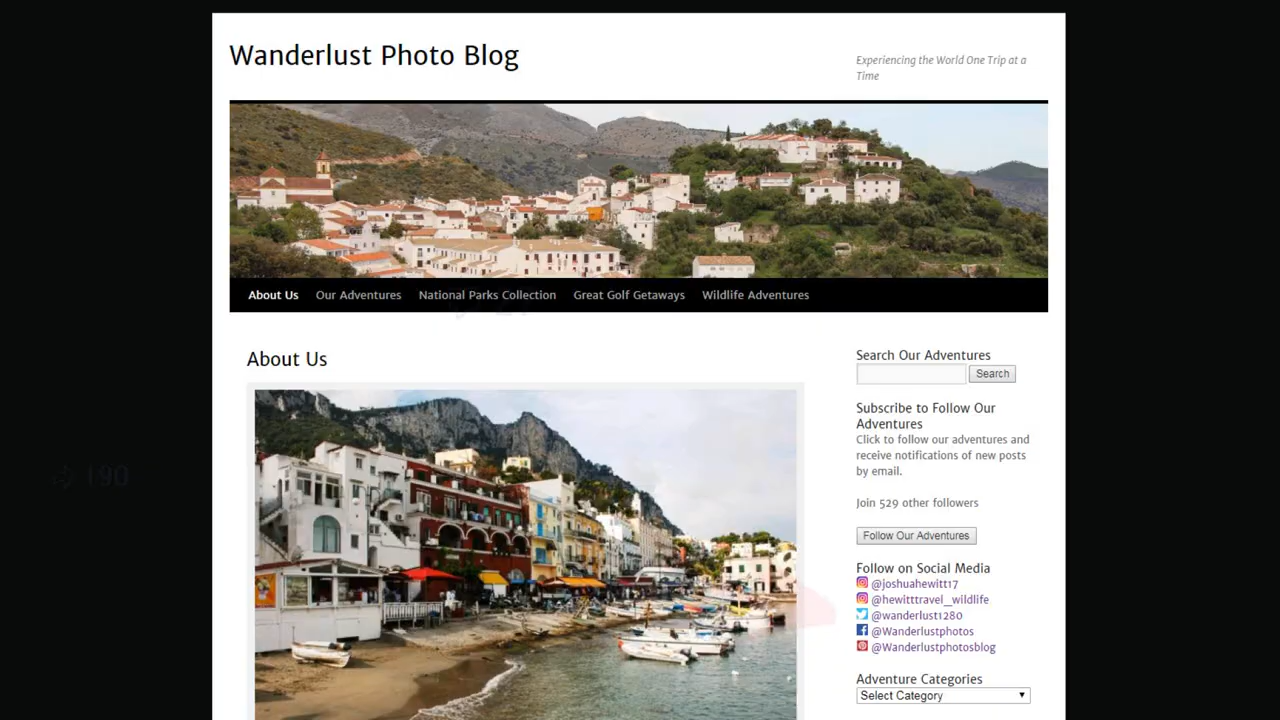 Wanderlust Photo Blog
Experiencing the World One Trip at a
Time
About Us Our Adventures National Parks Collection Great Golf Getaways Wildlife Adventures
About Us
Search Our Adventures
Search
Subscribe to Follow Our
Adventures
Click to follow our adventures and
receive notifications of new posts
by email.
Join 529 other followers
Follow Our Adventures
Follow on Social Media
@joshuahewitt17
@hewitttravel_wildlife
@wanderlust1280
@Wanderlustphotos
@Wanderlustphotosblog
Adventure Categories
Select Category
190